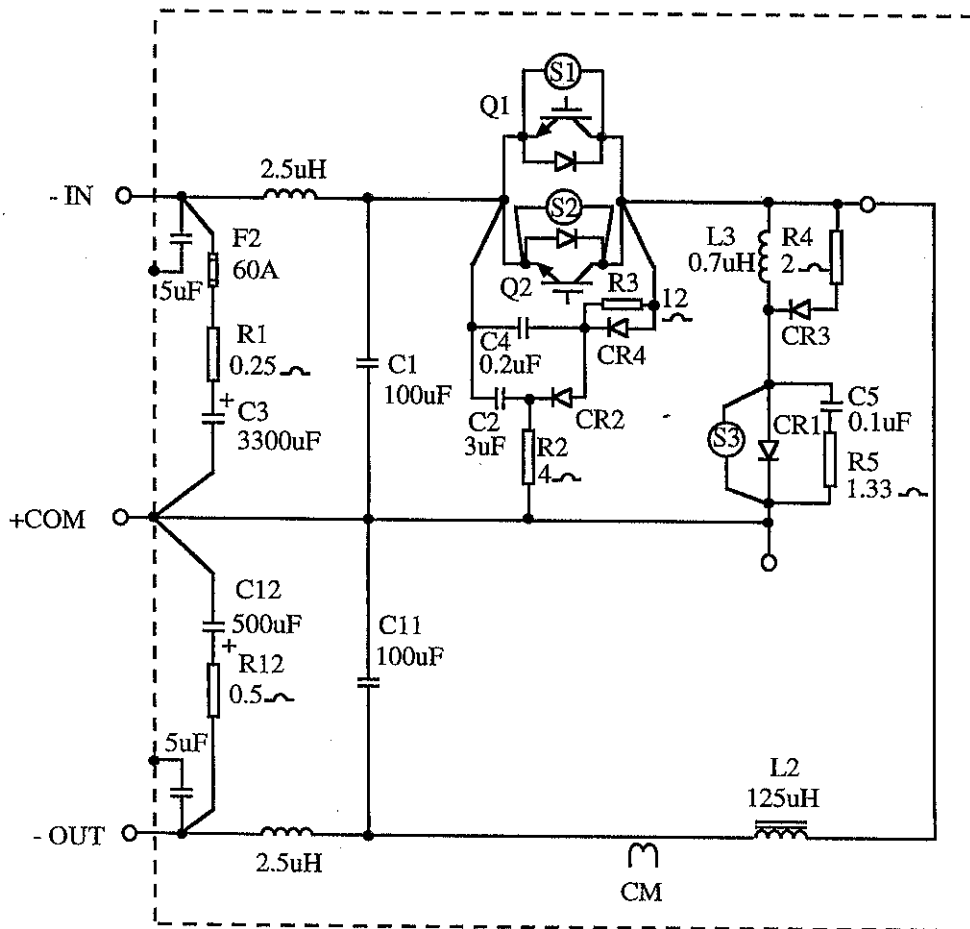 S1
Q1
2.5uH
- IN
S2
F2
60A
5uF
L3
0.7uH
R4
2
Q2
R3
12
R1
0.25
C4
0.2uF
CR4
CR3
+
C3
3300uF
C1
100uF
C2
3uF
CR2
R2
4
S3
CR1
C5
0.1uF
R5
1.33
+COM
C12
500uF
+
R12
0.5
C11
100uF
5uF
L2
125uH
- OUT
2.5uH
CM